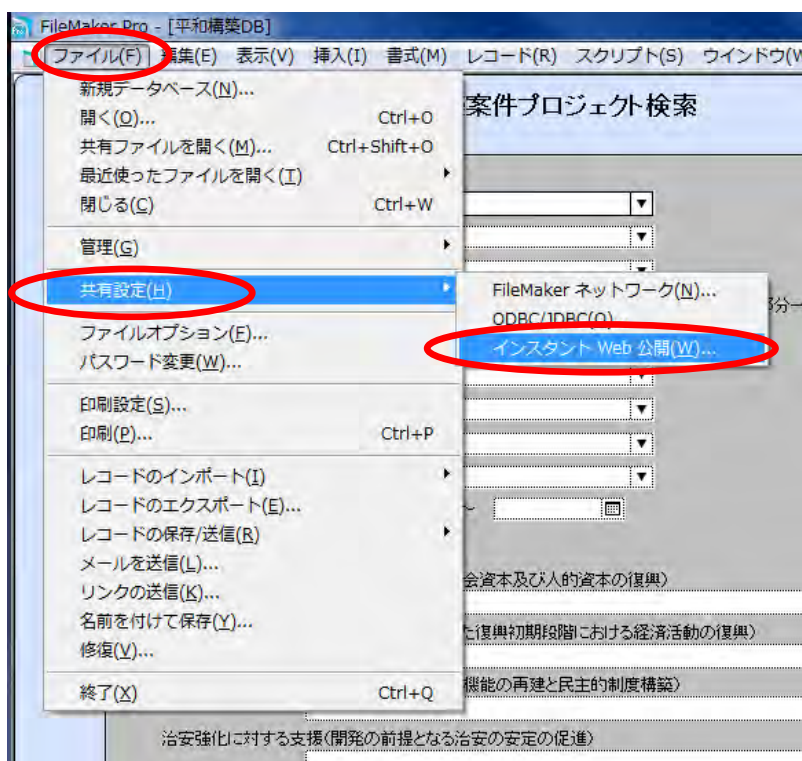 FileMaker Pro - [平和構築DB]
ファイル(F) 編集(E) 表示(V) 挿入(I) 書式(M) レコード(R) スクリプト(S) ウインドウ(W
新規データベース(N)...
案件プロジェクト検索
開く(O)... Ctrl+O
共有ファイルを開く(M)... Ctrl+Shift+O
最近使ったファイルを開く(T)
閉じる(C) Ctrl+W
管理(G)
共有設定(H)
FileMaker ネットワーク(N)...
部分一
ODBC/JDBC(O)...
ファイルオプション(F)...
インスタント Web 公開(W)...
パスワード変更(W)...
印刷設定(S)...
印刷(P)... Ctrl+P
レコードのインポート(I)
レコードのエクスポート(E)...
～
レコードの保存/送信(R)
メールを送信(L)...
会資本及び人的資本の復興)
リンクの送信(K)...
名前を付けて保存(Y)...
た復興初期段階における経済活動の復興)
修復(V)...
終了(X) Ctrl+Q
機能の再建と民主的制度構築)
治安強化に対する支援(開発の前提となる治安の安定の促進)